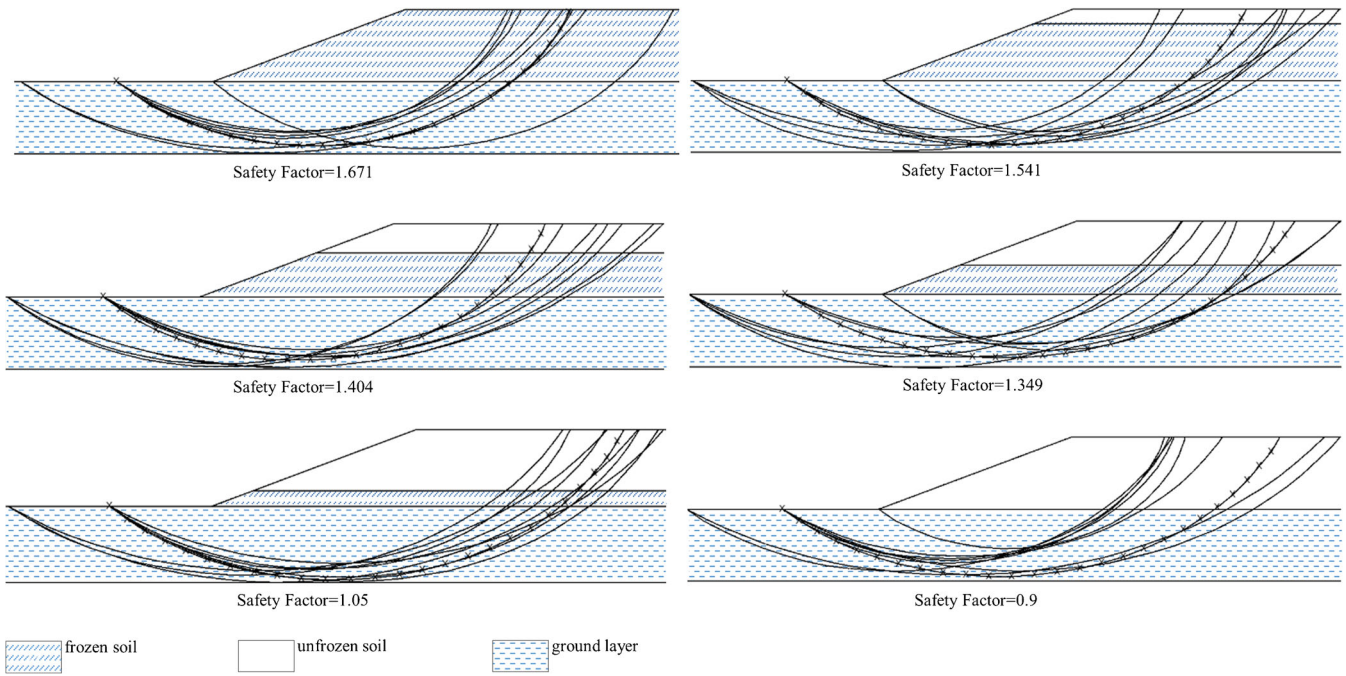 Safety Factor=1.671
Safety Factor=1.541
Safety Factor=1.404
Safety Factor=1.349
Safety Factor=1.05
Safety Factor=0.9
frozen soil
unfrozen soil
ground layer